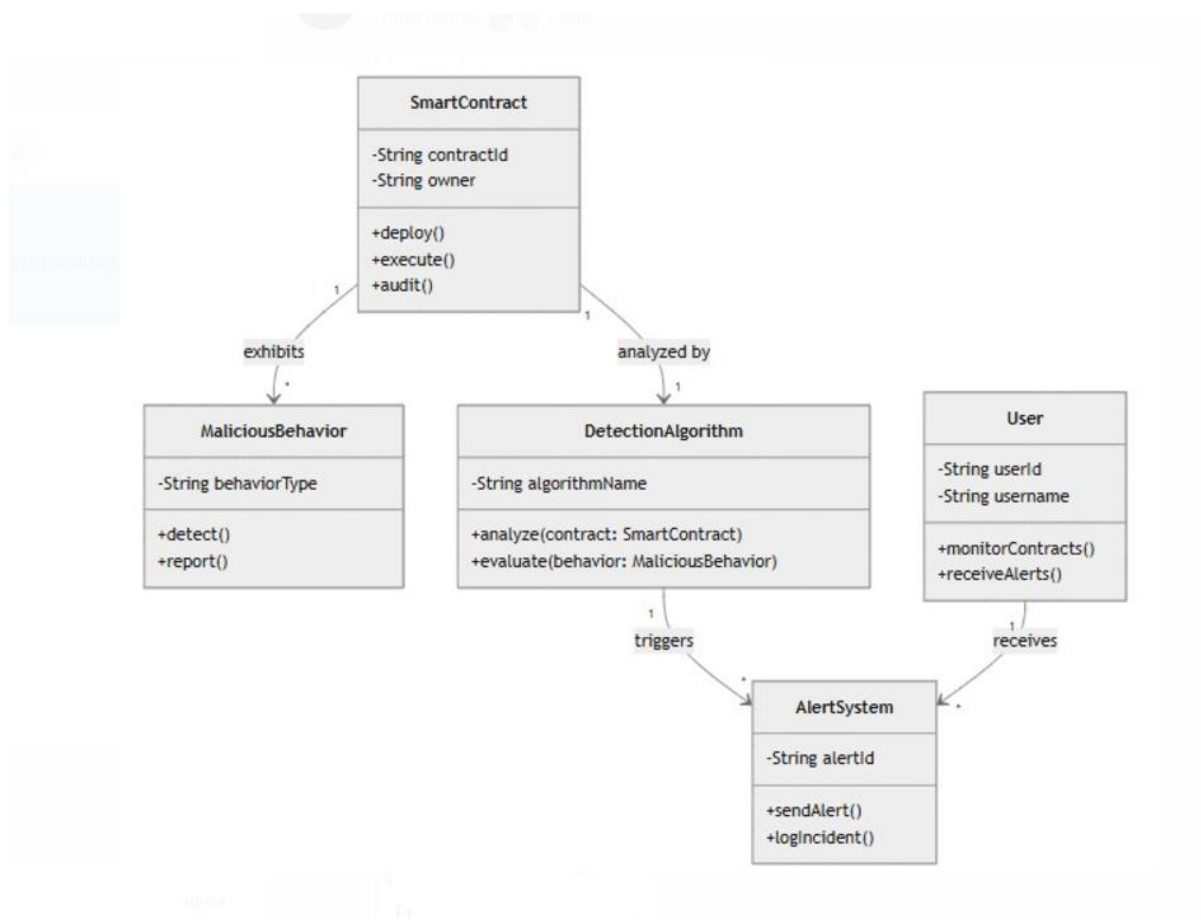 SmartContract
-String contractId
-String owner
+deploy()
+execute()
+audit()
1
1
exhibits
analyzed by
*
1
MaliciousBehavior
-String behaviorType
+detect()
+report()
DetectionAlgorithm
-String algorithmName
+analyze(contract: SmartContract)
+evaluate(behavior: MaliciousBehavior)
User
-String userId
-String username
+monitorContracts()
+receiveAlerts()
1
1
triggers
receives
*
*
AlertSystem
-String alertId
+sendAlert()
+logIncident()